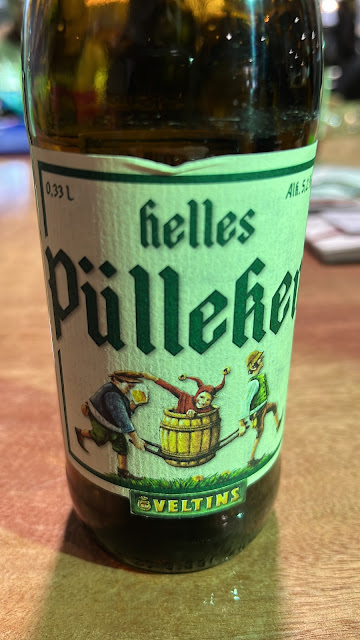 0.33 L
Alk. 5.
helles
Pülleken
VELTINS